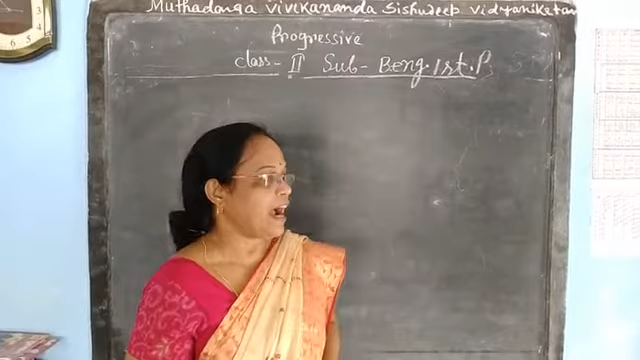 Muthadanga vivekananda Sishudeep vidyaniketan
Progressive
class - II Sub - Beng. 1st. P